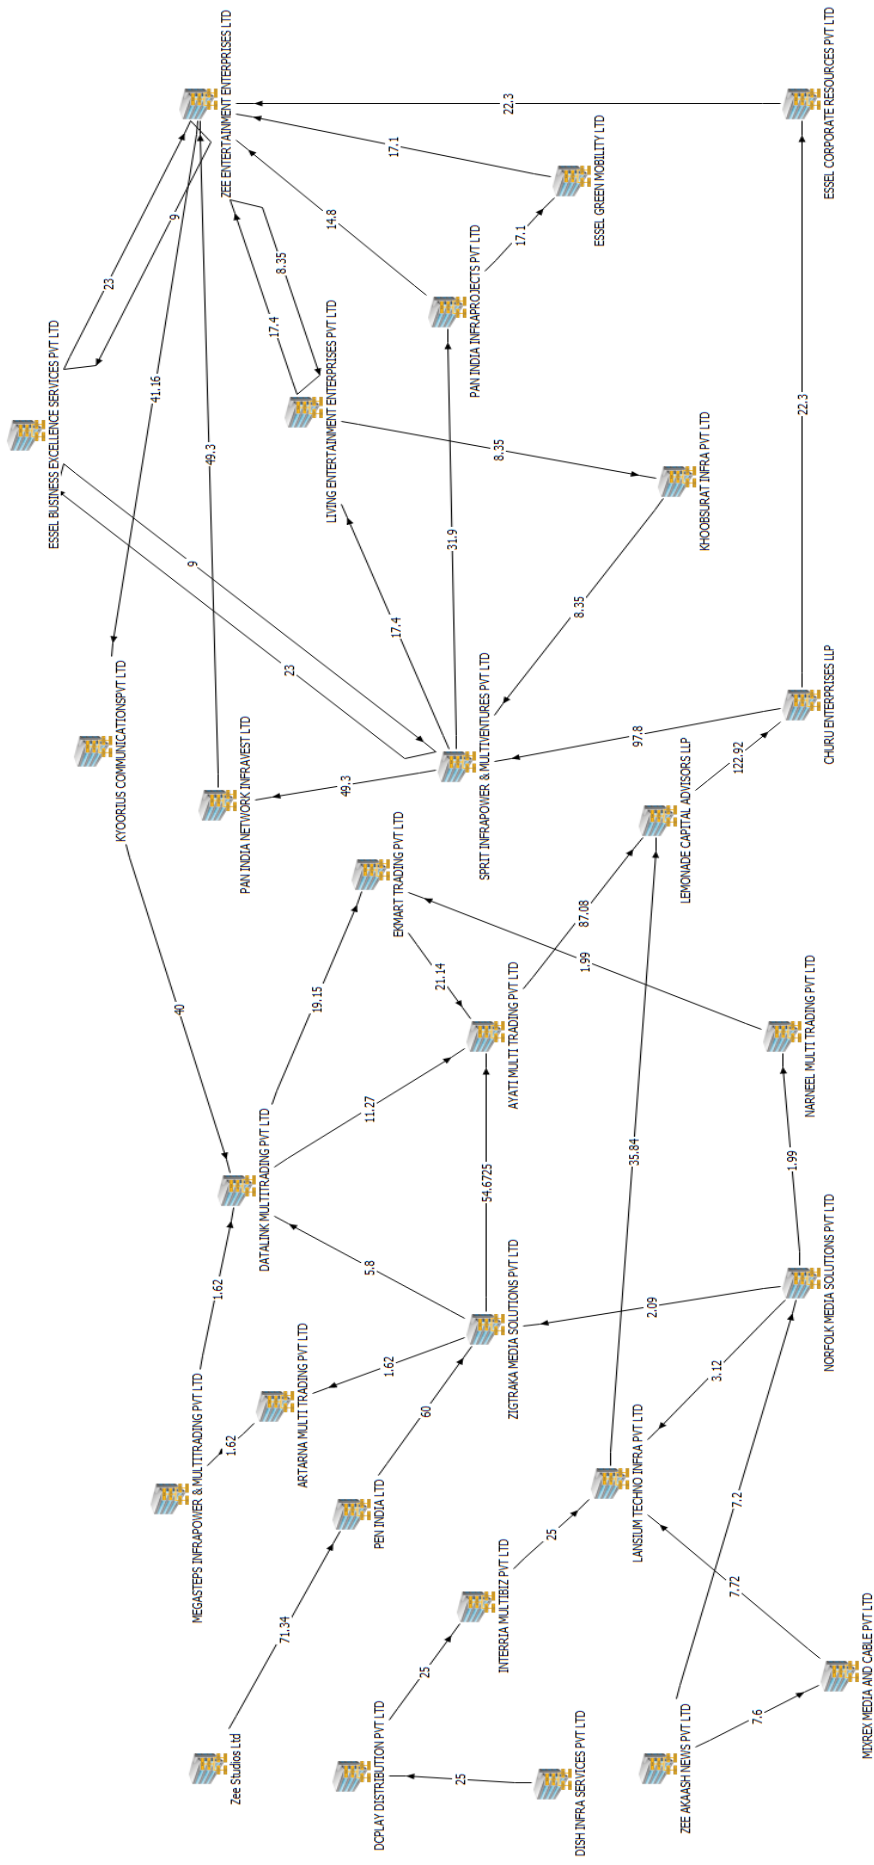 ZEE ENTERTAINMENT ENTERPRISES LTD
ESSEL CORPORATE RESOURCES PVT LTD
22.3
17.1
ESSEL GREEN MOBILITY LTD
14.8
17.1
PAN INDIA INFRAPROJECTS PVT LTD
9
23
8.35
17.4
41.16
49.3
ESSEL BUSINESS EXCELLENCE SERVICES PVT LTD
LIVING ENTERTAINMENT ENTERPRISES PVT LTD
8.35
KHOOBSURAT INFRA PVT LTD
22.3
31.9
9
23
17.4
8.35
KYOORIUS COMMUNICATIONSPVT LTD
PAN INDIA NETWORK INFRAVEST LTD
49.3
SPRIT INFRAPOWER & MULTIVENTURES PVT LTD
97.8
CHURU ENTERPRISES LLP
122.92
LEMONADE CAPITAL ADVISORS LLP
EKMART TRADING PVT LTD
87.08
1.99
21.14
19.15
40
AYATI MULTI TRADING PVT LTD
NARNEEL MULTI TRADING PVT LTD
11.27
35.84
1.99
54.6725
DATALINK MULTITRADING PVT LTD
5.8
1.62
ZIGTRAKA MEDIA SOLUTIONS PVT LTD
2.09
NORFOLK MEDIA SOLUTIONS PVT LTD
3.12
1.62
ARTARNA MULTI TRADING PVT LTD
1.62
MEGASTEPS INFRAPOWER & MULTITRADING PVT LTD
60
PEN INDIA LTD
LANSIUM TECHNO INFRA PVT LTD
7.2
25
7.72
INTERRIA MULTIBIZ PVT LTD
71.34
25
Zee Studios Ltd
DCPLAY DISTRIBUTION PVT LTD
25
DISH INFRA SERVICES PVT LTD
ZEE AKAASH NEWS PVT LTD
7.6
MIXREX MEDIA AND CABLE PVT LTD